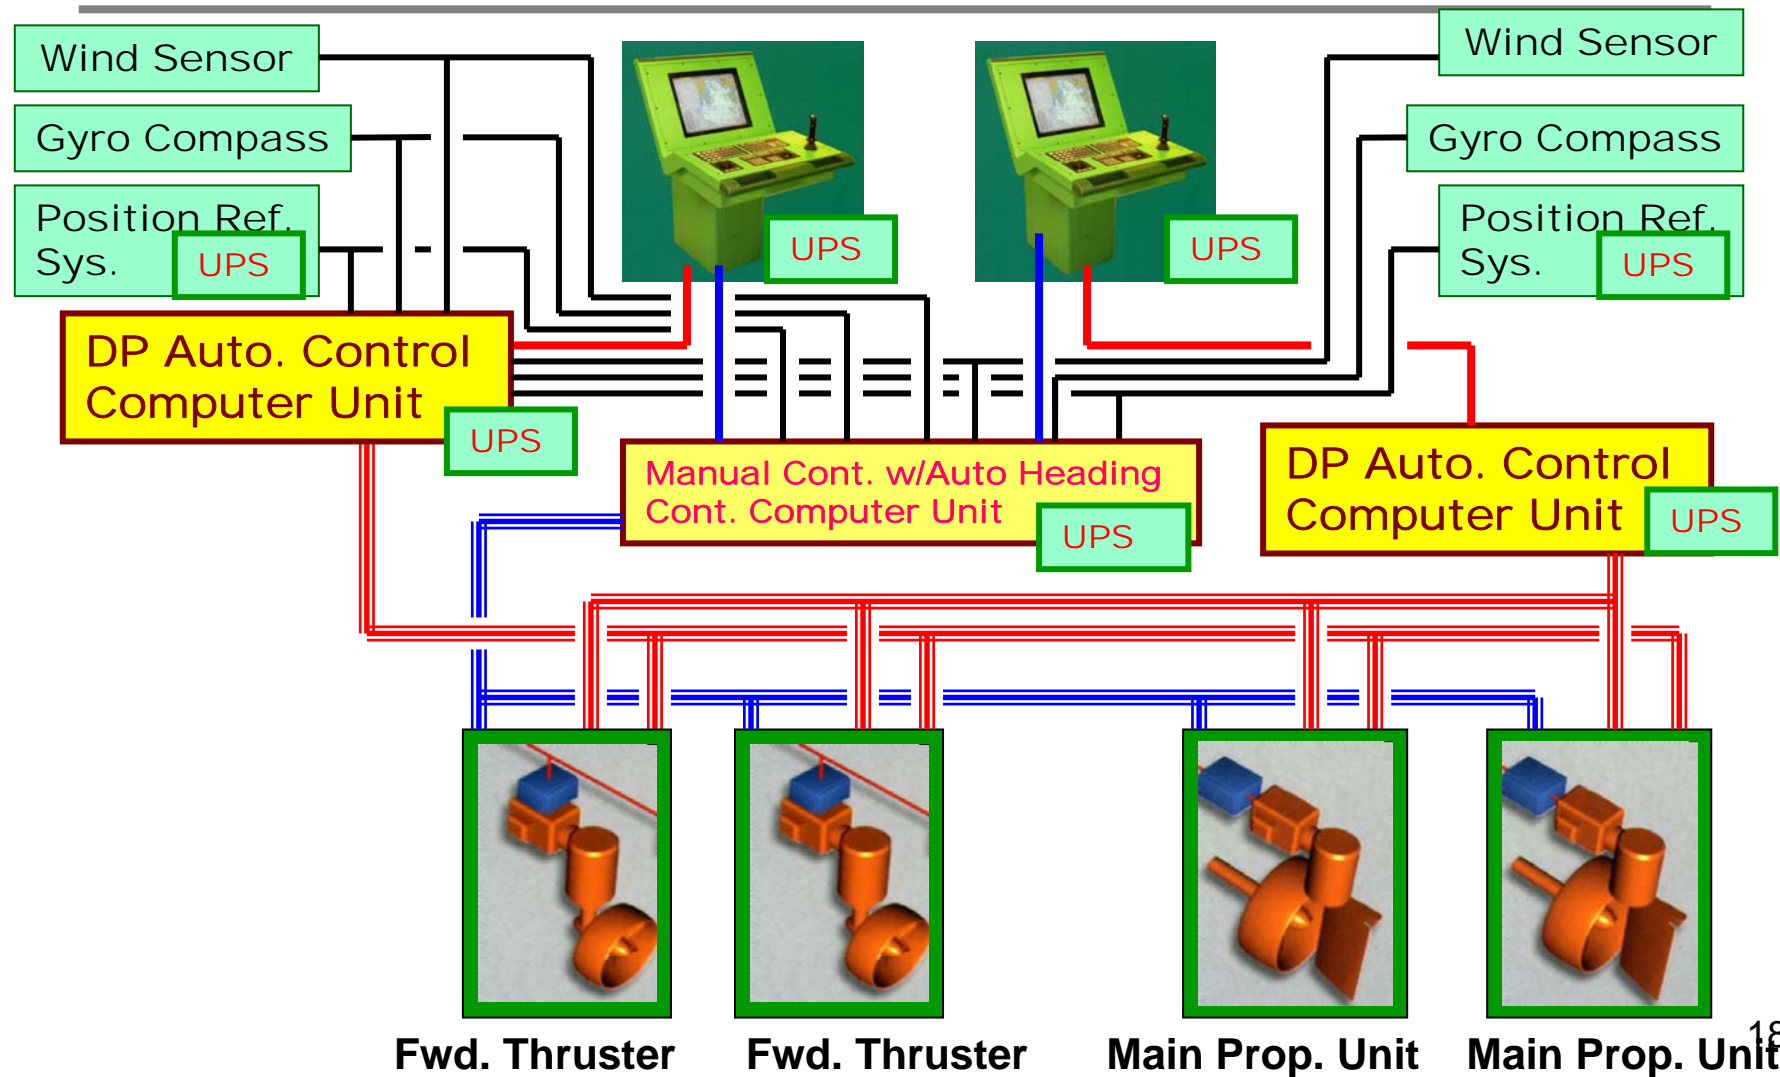 Wind Sensor
Gyro Compass
Position Ref.
Sys.
UPS
UPS
UPS
Wind Sensor
Gyro Compass
Position Ref.
Sys.
UPS
DP Auto. Control
Computer Unit
UPS
Manual Cont. w/Auto Heading
Cont. Computer Unit
UPS
DP Auto. Control
Computer Unit
UPS
Fwd. Thruster
Fwd. Thruster
Main Prop. Unit
Main Prop. Unit
18